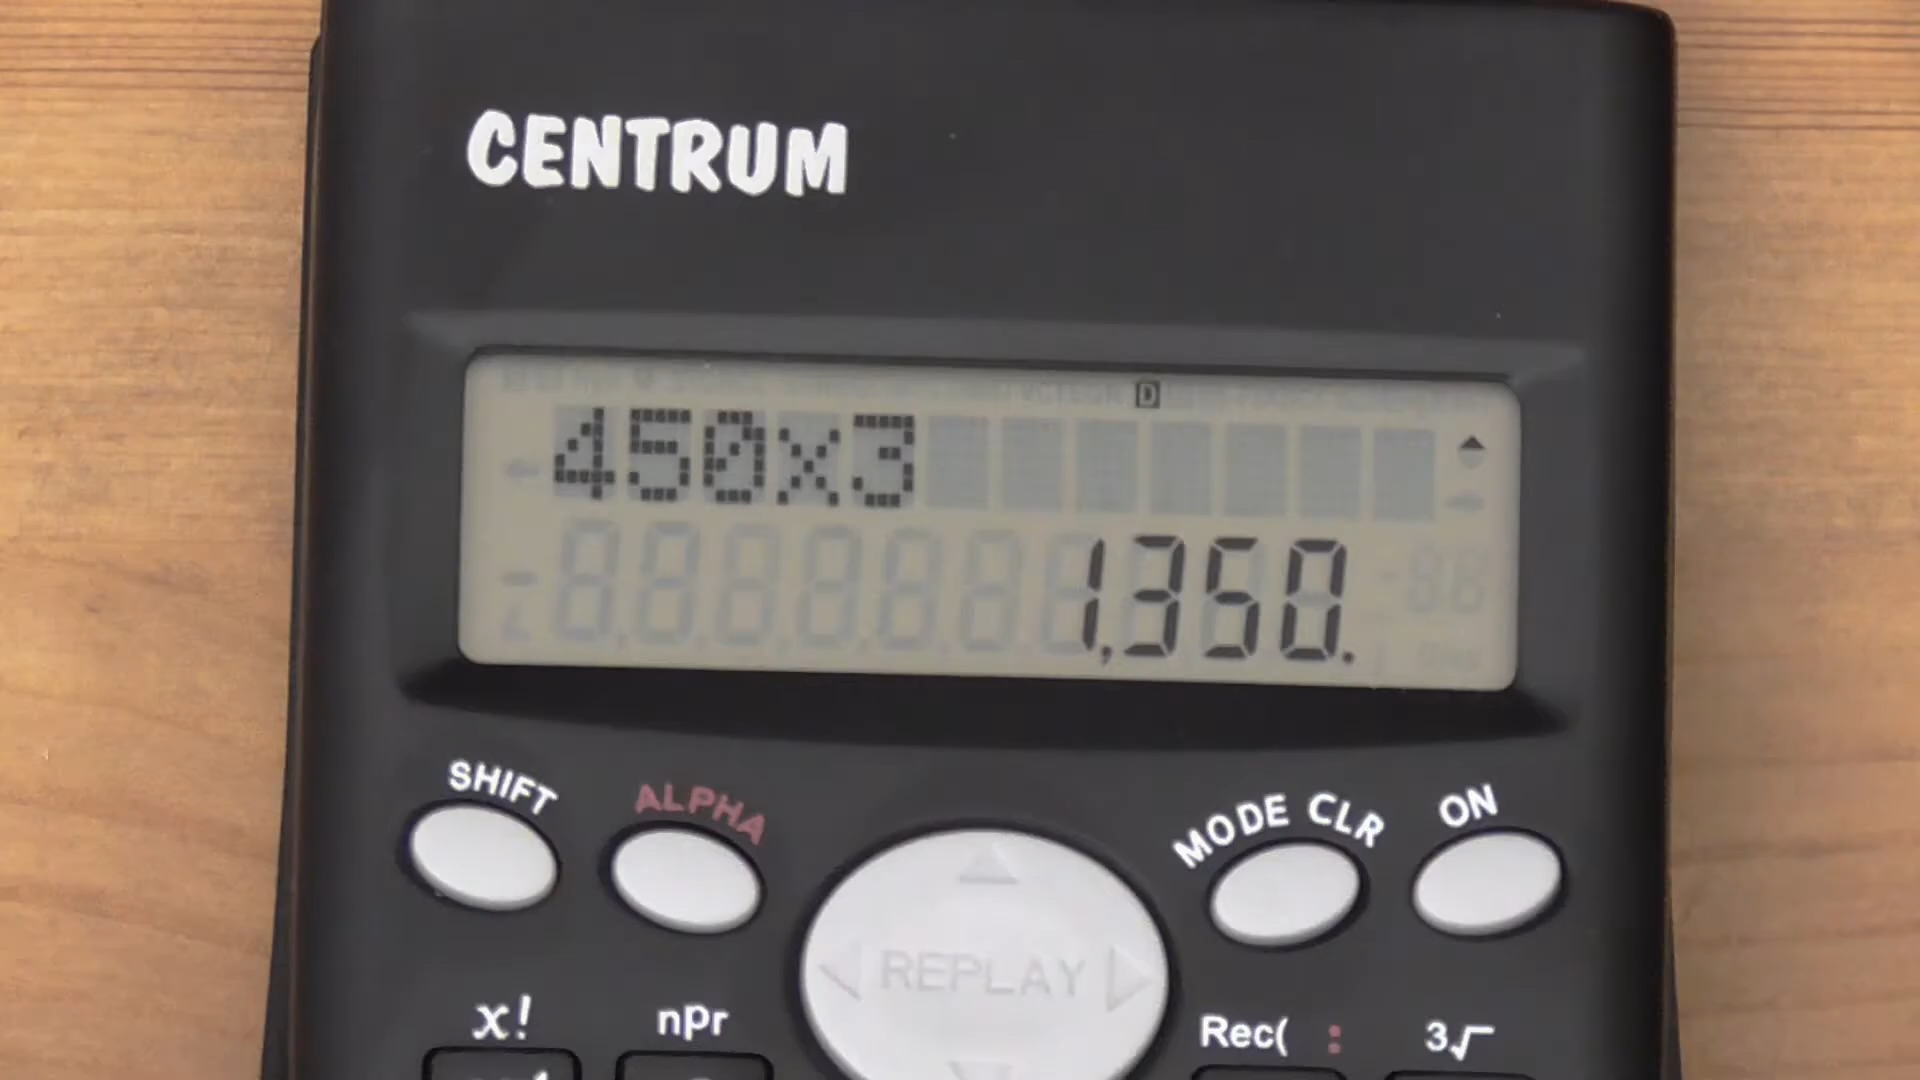 CENTRUM
D
450x3
1,350.
SHIFT
ALPHA
MODE CLR
ON
REPLAY
x!
nPr
Rec( :
3√